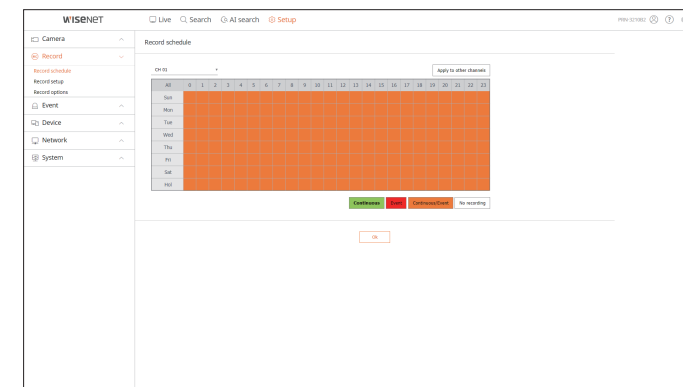 WISENET
Live Search AI search Setup
Camera
Record
Record schedule
Record setup
Record options
Event
Device
Network
System
Record schedule
CH 01
Apply to other channels
All 0 1 2 3 4 5 6 7 8 9 10 11 12 13 14 15 16 17 18 19 20 21 22 23
Sun
Mon
Tue
Wed
Thu
Fri
Sat
Hol
Continuous Event Continuous/Event No recording
Ok